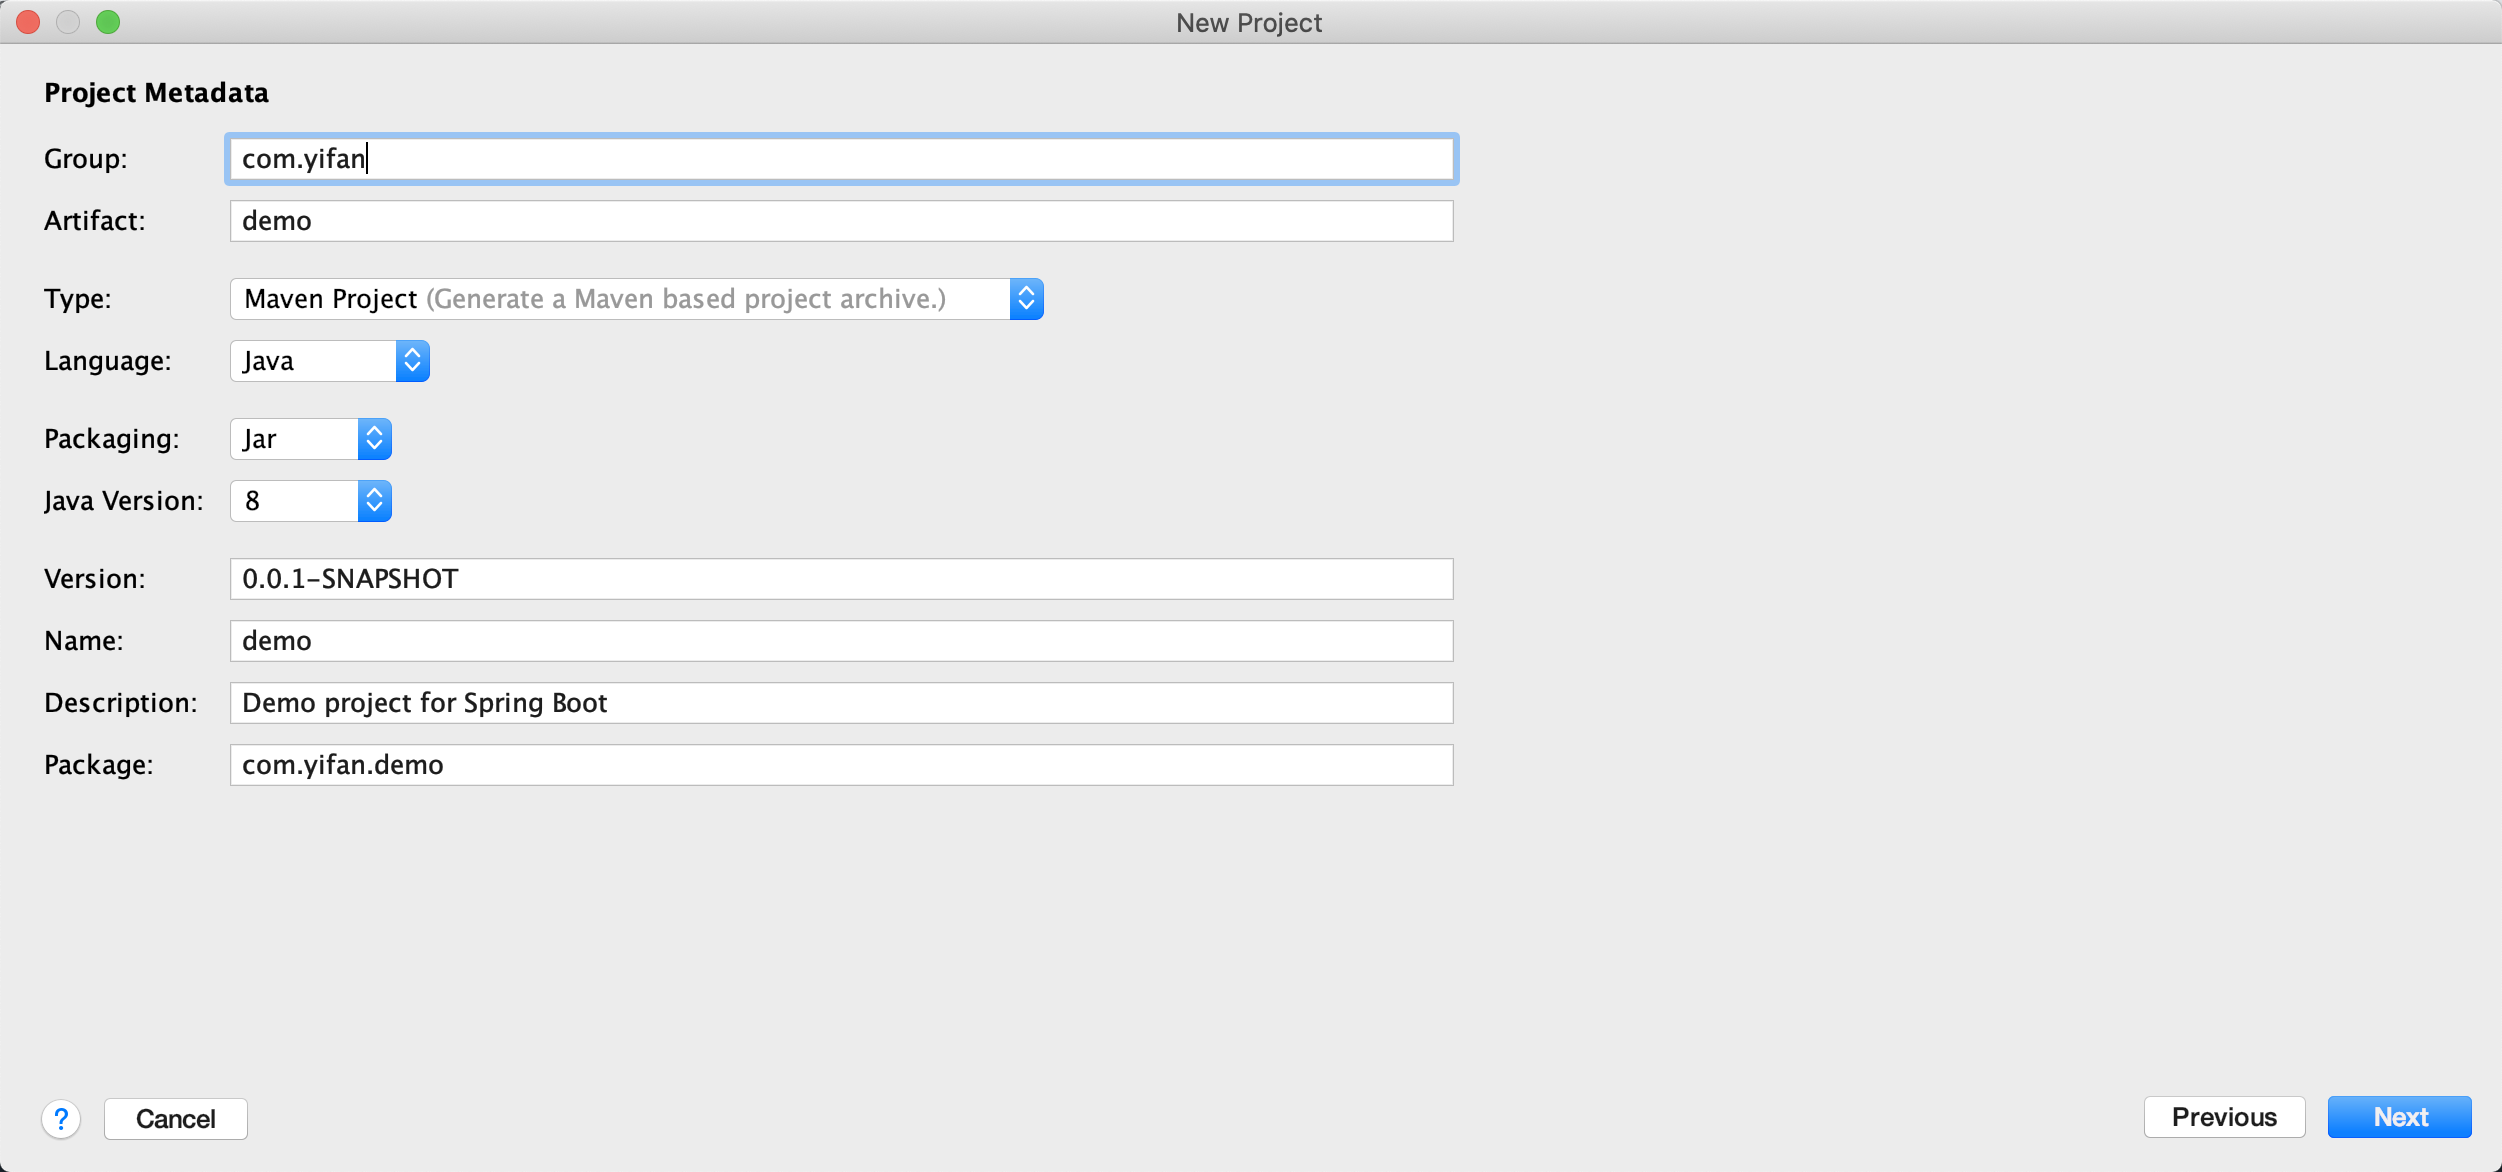 New Project
Project Metadata
Group: com.yifan
Artifact: demo
Type: Maven Project (Generate a Maven based project archive.)
Language: Java
Packaging: Jar
Java Version: 8
Version: 0.0.1-SNAPSHOT
Name: demo
Description: Demo project for Spring Boot
Package: com.yifan.demo
? Cancel Previous Next